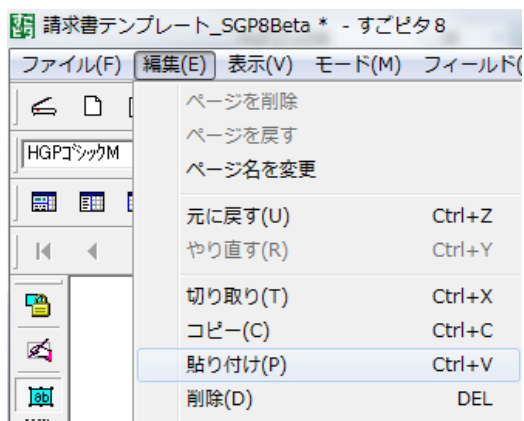 請求書テンプレート_SGP8Beta * - すごピタ8
ファイル(F) 編集(E) 表示(V) モード(M) フィールド(
ページを削除
ページを戻す
HGPゴシックM
ページ名を変更
元に戻す(U) Ctrl+Z
やり直す(R) Ctrl+Y
切り取り(T) Ctrl+X
コピー(C) Ctrl+C
貼り付け(P) Ctrl+V
削除(D) DEL